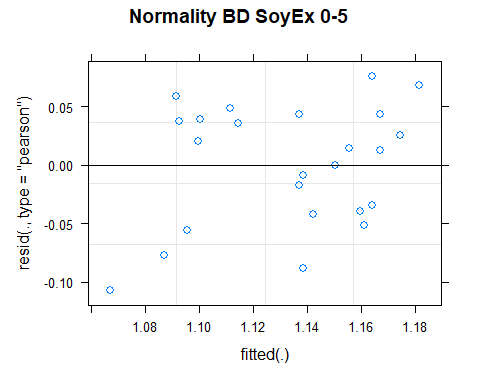 Normality BD SoyEx 0-5
resid(., type = "pearson")
0.05
0.00
-0.05
-0.10
1.08 1.10 1.12 1.14 1.16 1.18
fitted(.)